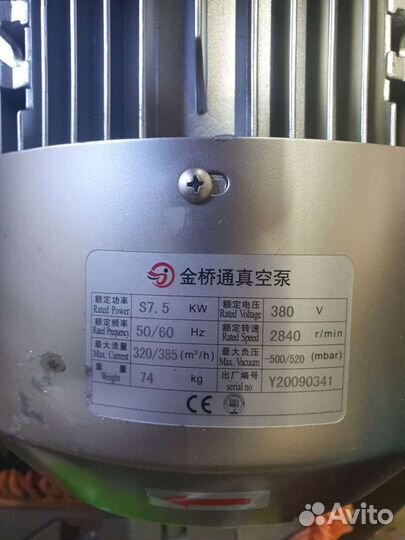 金桥通真空泵
额定功率 Rated Power S7.5 KW 额定电压 Rated Voltage 380 V
额定频率 Rated Frequency 50/60 Hz 额定转速 Rated Speed 2840 r/min
最大流量 Max. Current 320/385 (m³/h) 最大负压 Max. Vacuum -500/520 (mbar)
重量 Weight 74 kg 出厂编号 serial no Y20090341
CE ISO
Avito